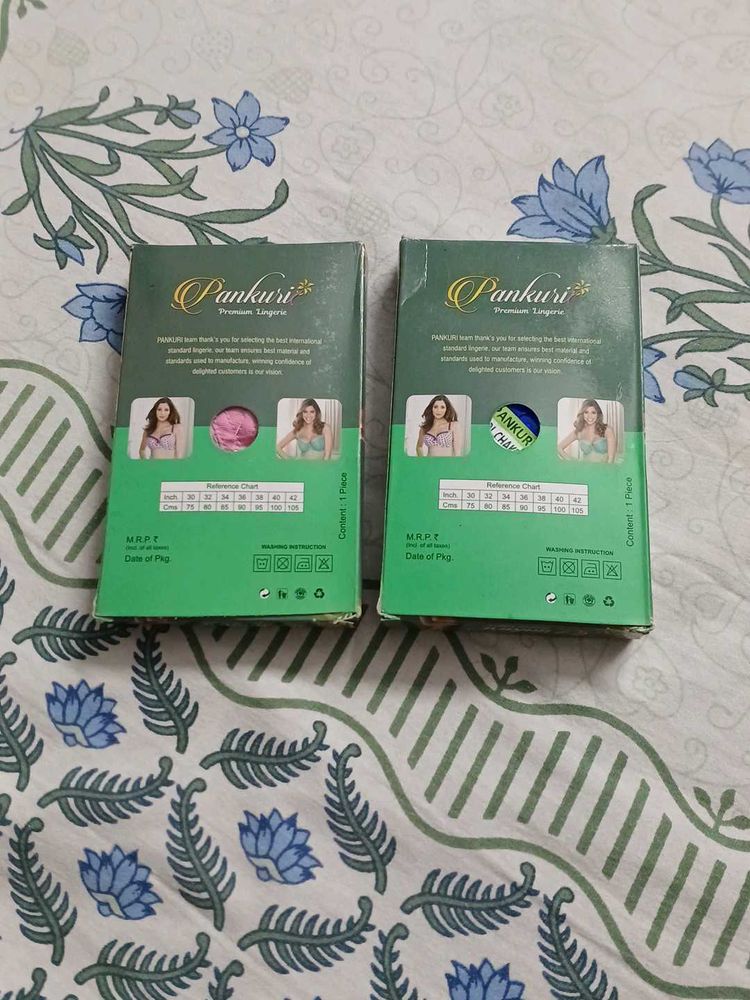 Pankuri
Premium Lingerie
PANKURI team thank's you for selecting the best international
standard lingerie, our team ensures best material and
standards used to manufacture, winning confidence of
delighted customers is our vision.
Reference Chart
Inch. 30 32 34 36 38 40 42
Cms 75 80 85 90 95 100 105
Content : 1 Piece
M.R.P. ₹
(Incl. of all taxes)
Date of Pkg.
WASHING INSTRUCTION
Pankuri
Premium Lingerie
PANKURI team thank's you for selecting the best international
standard lingerie, our team ensures best material and
standards used to manufacture, winning confidence of
delighted customers is our vision.
PANKUR
Reference Chart
Inch. 30 32 34 36 38 40 42
Cms 75 80 85 90 95 100 105
Content : 1 Piece
M.R.P. ₹
(Incl. of all taxes)
Date of Pkg.
WASHING INSTRUCTION